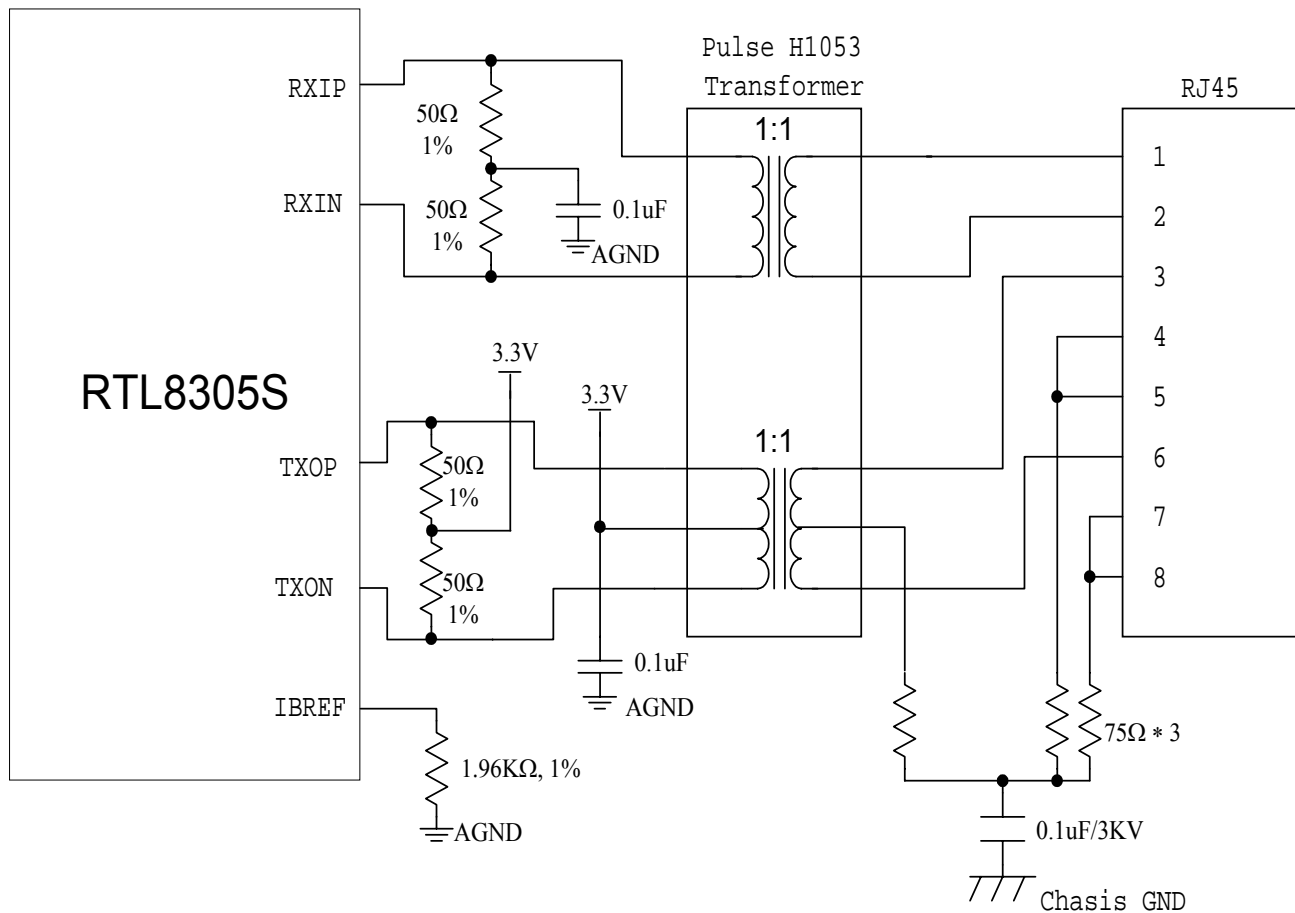 Pulse H1053
Transformer
RJ45
RXIP
50Ω
1%
1:1
1
RXIN
50Ω
1%
0.1uF
AGND
2
3
4
3.3V
3.3V
RTL8305S
5
1:1
TXOP
50Ω
1%
6
7
TXON
50Ω
1%
8
0.1uF
AGND
IBREF
1.96KΩ, 1%
AGND
75Ω * 3
0.1uF/3KV
Chasis GND